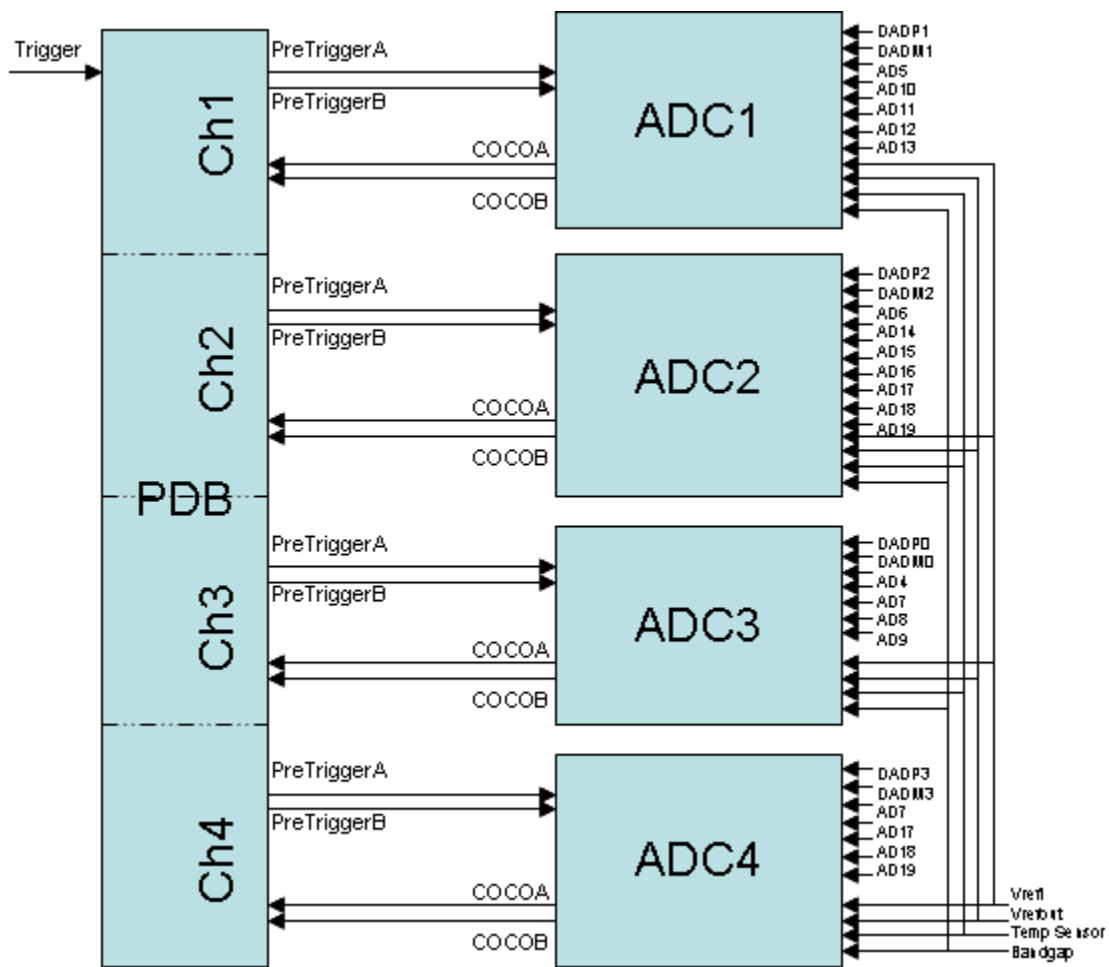 Trigger
PDB
Ch1
PreTriggerA
PreTriggerB
COCOA
COCOB
ADC1
DADP1
DADM1
AD5
AD10
AD11
AD12
AD13
Ch2
PreTriggerA
PreTriggerB
COCOA
COCOB
ADC2
DADP2
DADM2
AD6
AD14
AD15
AD16
AD17
AD18
AD19
Ch3
PreTriggerA
PreTriggerB
COCOA
COCOB
ADC3
DADP0
DADM0
AD4
AD7
AD8
AD9
Ch4
PreTriggerA
PreTriggerB
COCOA
COCOB
ADC4
DADP3
DADM3
AD7
AD17
AD18
AD19
Vrefout
Temp Sensor
Bandgap